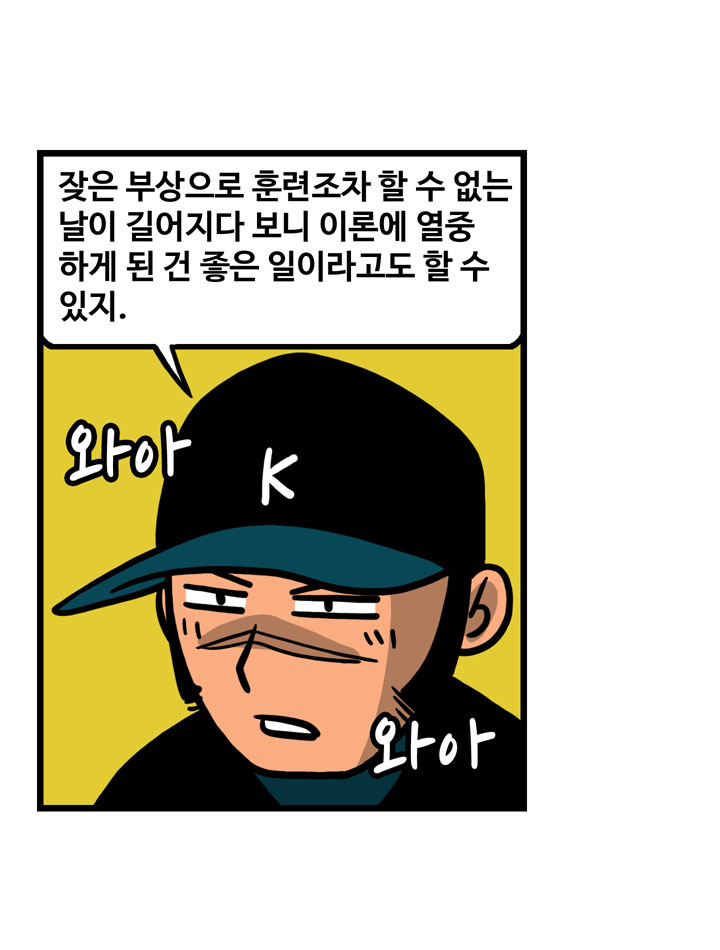 잦은 부상으로 훈련조차 할 수 없는
날이 길어지다 보니 이론에 열중
하게 된 건 좋은 일이라고도 할 수
있지.
와아
K
와아